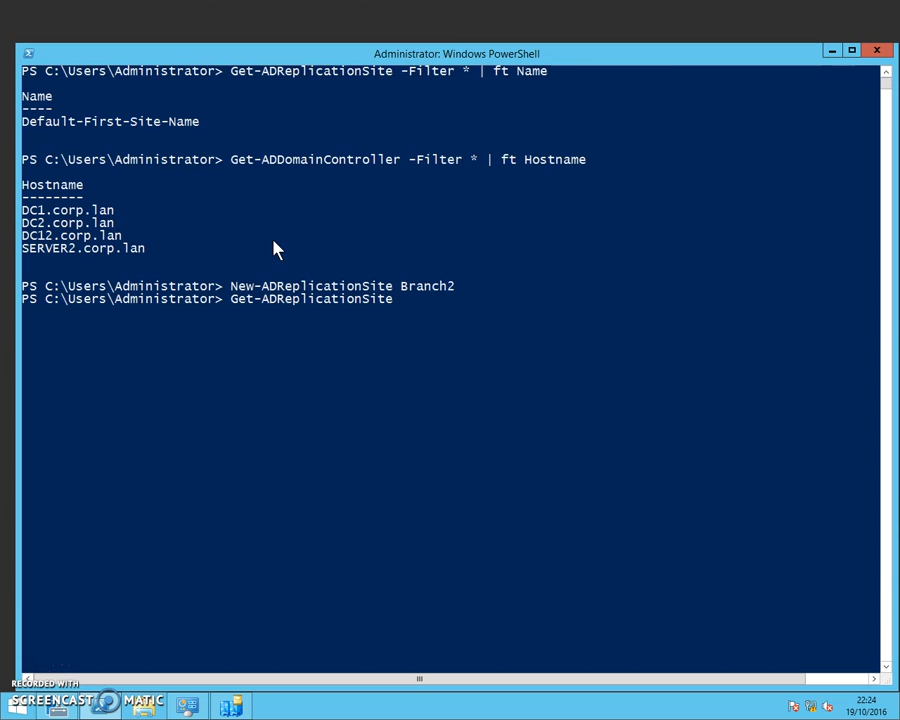 Administrator: Windows PowerShell
PS C:\Users\Administrator> Get-ADReplicationSite -Filter * | ft Name
Name
----
Default-First-Site-Name
PS C:\Users\Administrator> Get-ADDomainController -Filter * | ft Hostname
Hostname
--------
DC1.corp.lan
DC2.corp.lan
DC12.corp.lan
SERVER2.corp.lan
PS C:\Users\Administrator> New-ADReplicationSite Branch2
PS C:\Users\Administrator> Get-ADReplicationSite
RECORDED WITH
SCREENCAST MATIC
22:24
19/10/2016